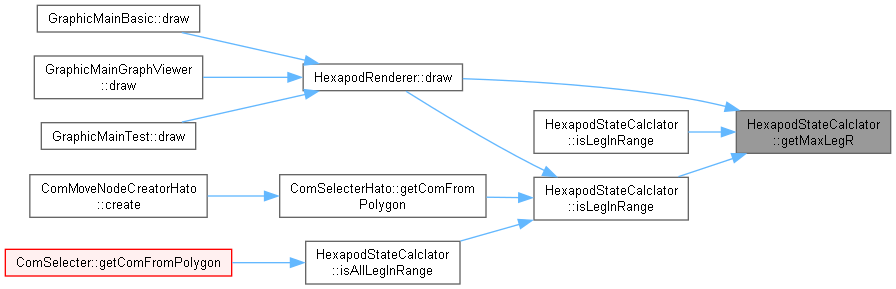 GraphicMainBasic::draw
GraphicMainGraphViewer
::draw
HexapodRenderer::draw
GraphicMainTest::draw
HexapodStateCalclator
::isLegInRange
HexapodStateCalclator
::getMaxLegR
ComMoveNodeCreatorHato
::create
ComSelecterHato::getComFrom
Polygon
HexapodStateCalclator
::isLegInRange
ComSelecter::getComFromPolygon
HexapodStateCalclator
::isAllLegInRange